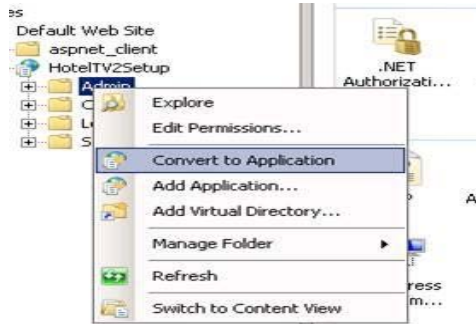 es
Default Web Site
aspnet_client
HotelTV2Setup
Admin
C
L
S
Explore
Edit Permissions...
Convert to Application
Add Application...
Add Virtual Directory...
Manage Folder
Refresh
Switch to Content View
.NET
Authorizati...
P
A
ress
m...